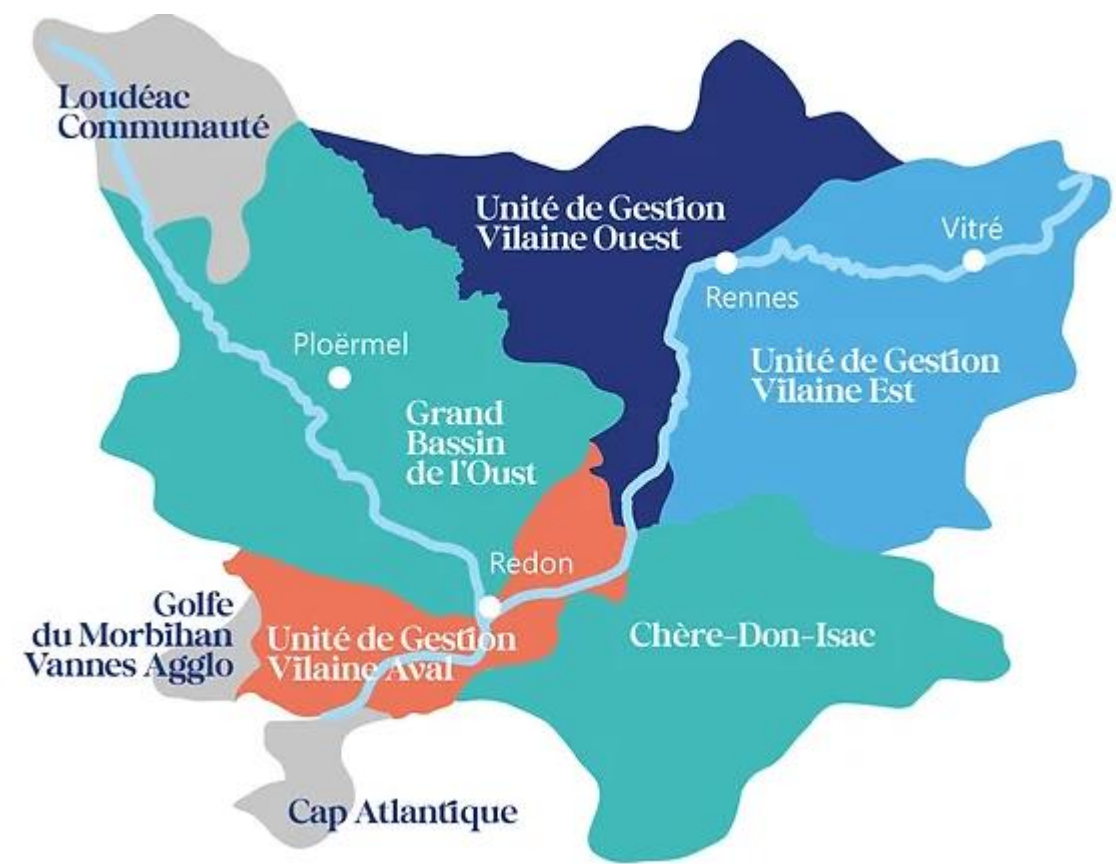 Loudéac
Communauté
Unité de Gestion
Vilaine Ouest
Vitré
Rennes
Ploërmel
Unité de Gestion
Vilaine Est
Grand
Bassin
de l'Oust
Redon
Golfe
du Morbihan
Vannes Agglo
Unité de Gestion
Vilaine Aval
Chère-Don-Isac
Cap Atlantique